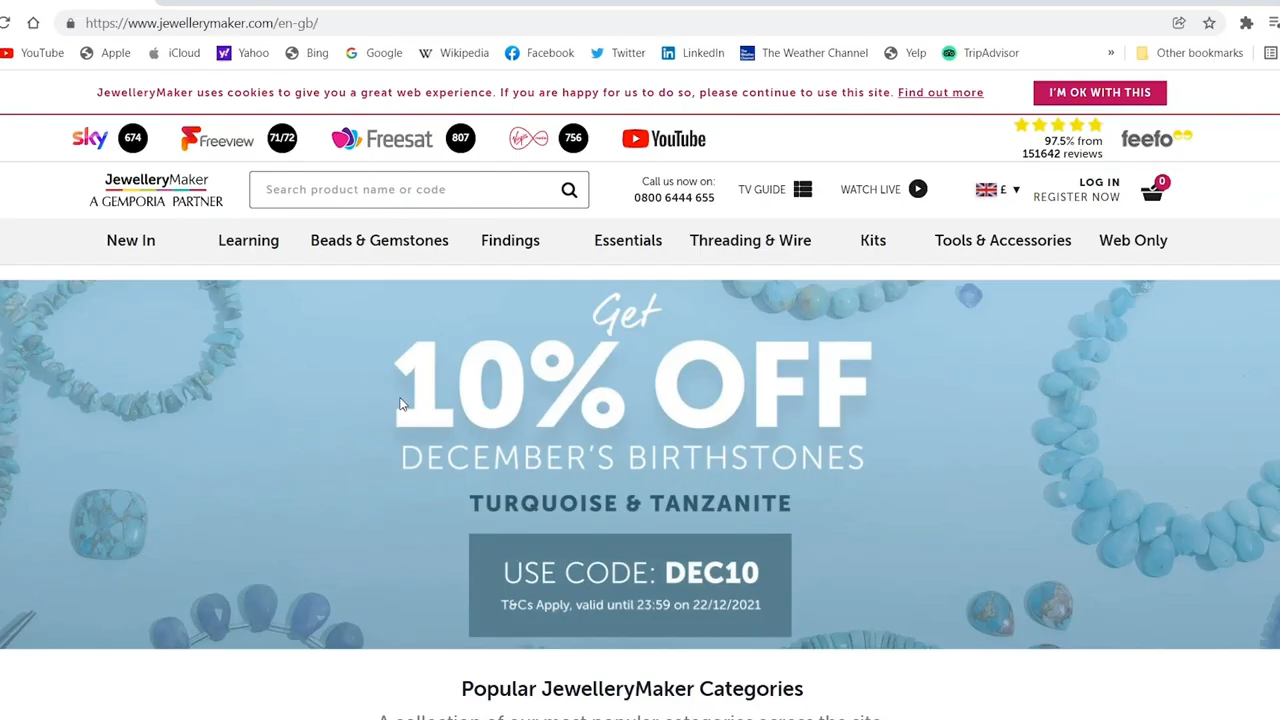 https://www.jewellerymaker.com/en-gb/
YouTube Apple iCloud Yahoo Bing Google Wikipedia Facebook Twitter LinkedIn The Weather Channel Yelp TripAdvisor » Other bookmarks
JewelleryMaker uses cookies to give you a great web experience. If you are happy for us to do so, please continue to use this site. Find out more
I'M OK WITH THIS
sky 674 Freeview 71/72 Freesat 807 756 YouTube
97.5% from
151642 reviews
feefo
JewelleryMaker
A GEMPORIA PARTNER
Search product name or code
Call us now on:
0800 6444 655
TV GUIDE
WATCH LIVE
£ ▼
LOG IN
REGISTER NOW
0
New In Learning Beads & Gemstones Findings Essentials Threading & Wire Kits Tools & Accessories Web Only
Get
10% OFF
DECEMBER'S BIRTHSTONES
TURQUOISE & TANZANITE
USE CODE: DEC10
T&Cs Apply, valid until 23:59 on 22/12/2021
Popular JewelleryMaker Categories
A collection of our most popular categories across the site